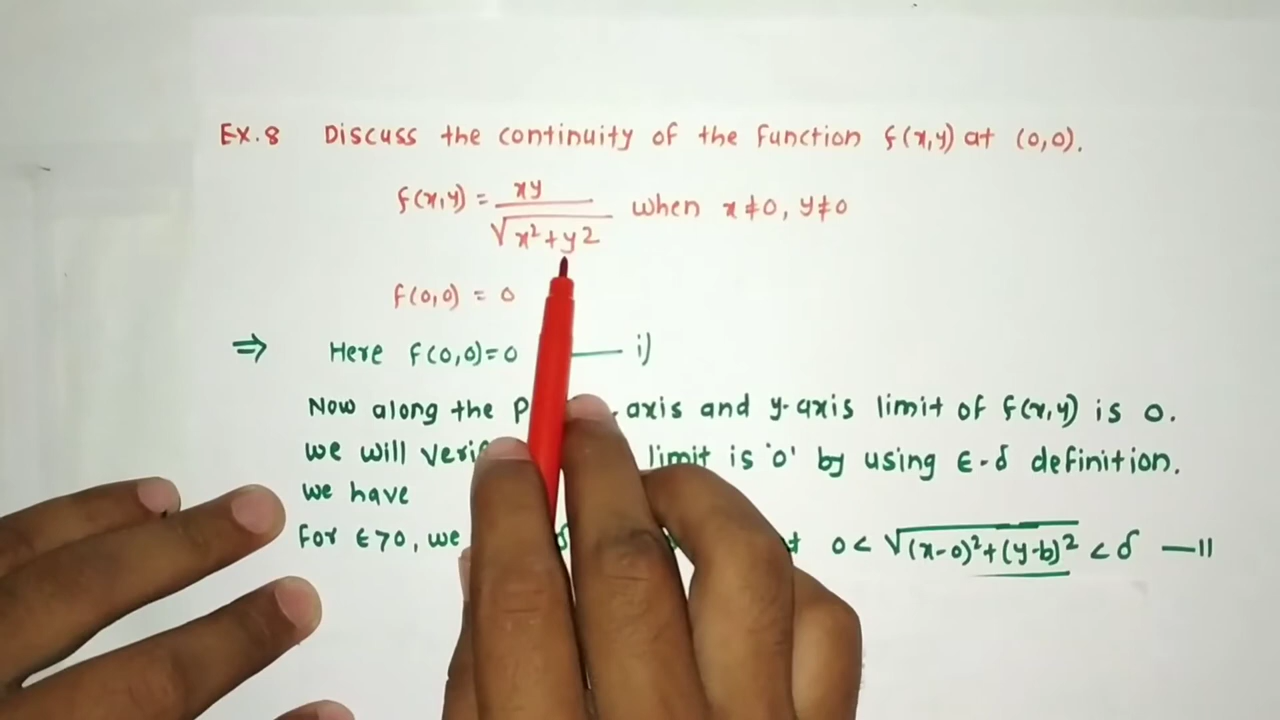 Ex.8 Discuss the continuity of the function f(x,y) at (0,0).
f(x,y) = xy / √x²+y2 when x≠0, y≠0
f(0,0) = 0
⇒ Here f(0,0)=0 — i)
Now along the axis and y-axis limit of f(x,y) is 0.
we will limit is '0' by using ε-δ definition.
we have
For ε>0, we 0 < √(x-0)²+(y-b)² < δ —11